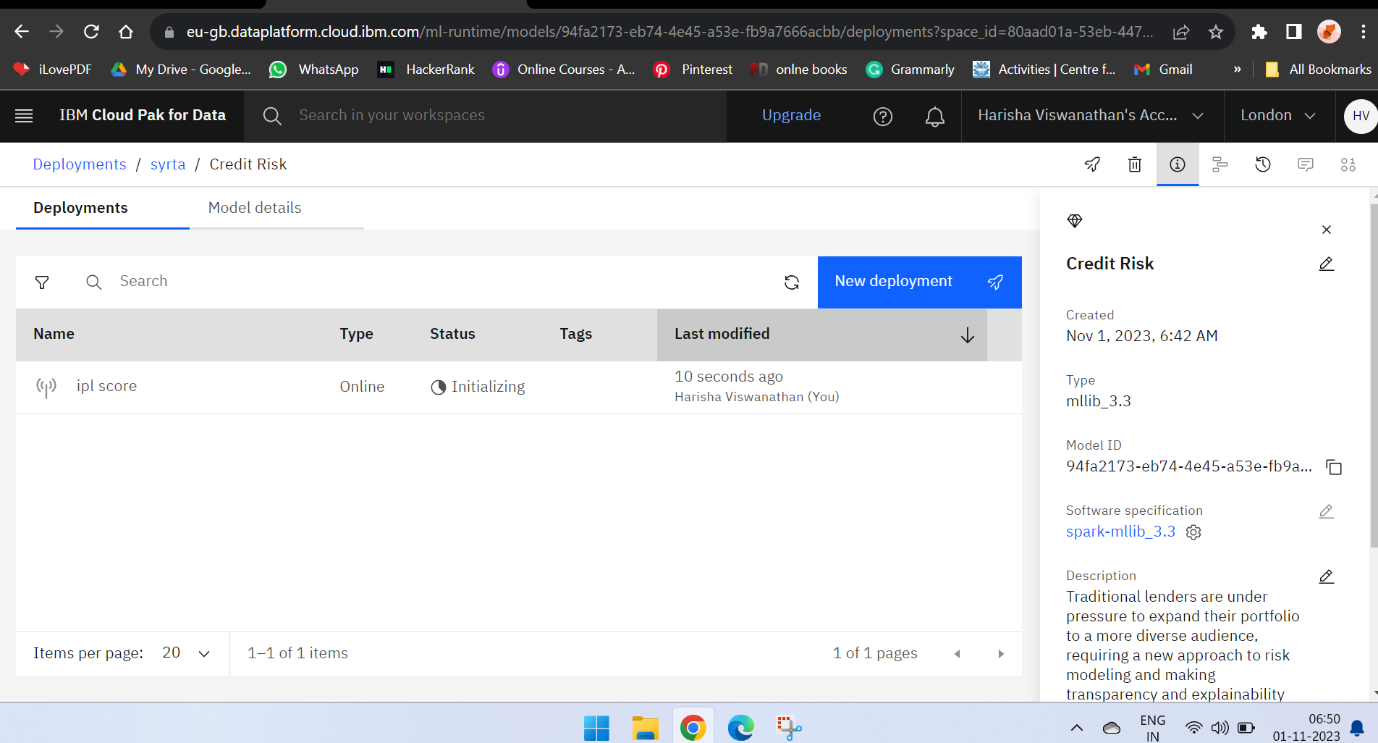 eu-gb.dataplatform.cloud.ibm.com/ml-runtime/models/94fa2173-eb74-4e45-a53e-fb9a7666acbb/deployments?space_id=80aad01a-53eb-447...
iLovePDF My Drive - Google... WhatsApp HackerRank Online Courses - A... Pinterest onlne books Grammarly Activities | Centre f... Gmail » All Bookmarks
IBM Cloud Pak for Data Search in your workspaces Upgrade Harisha Viswanathan's Acc... London HV
Deployments / syrta / Credit Risk
Deployments Model details
Search New deployment
Name Type Status Tags Last modified
ipl score Online Initializing 10 seconds ago
Harisha Viswanathan (You)
Items per page: 20 1–1 of 1 items 1 of 1 pages
Credit Risk
Created
Nov 1, 2023, 6:42 AM
Type
mllib_3.3
Model ID
94fa2173-eb74-4e45-a53e-fb9a...
Software specification
spark-mllib_3.3
Description
Traditional lenders are under
pressure to expand their portfolio
to a more diverse audience,
requiring a new approach to risk
modeling and making
transparency and explainability
ENG
IN
06:50
01-11-2023